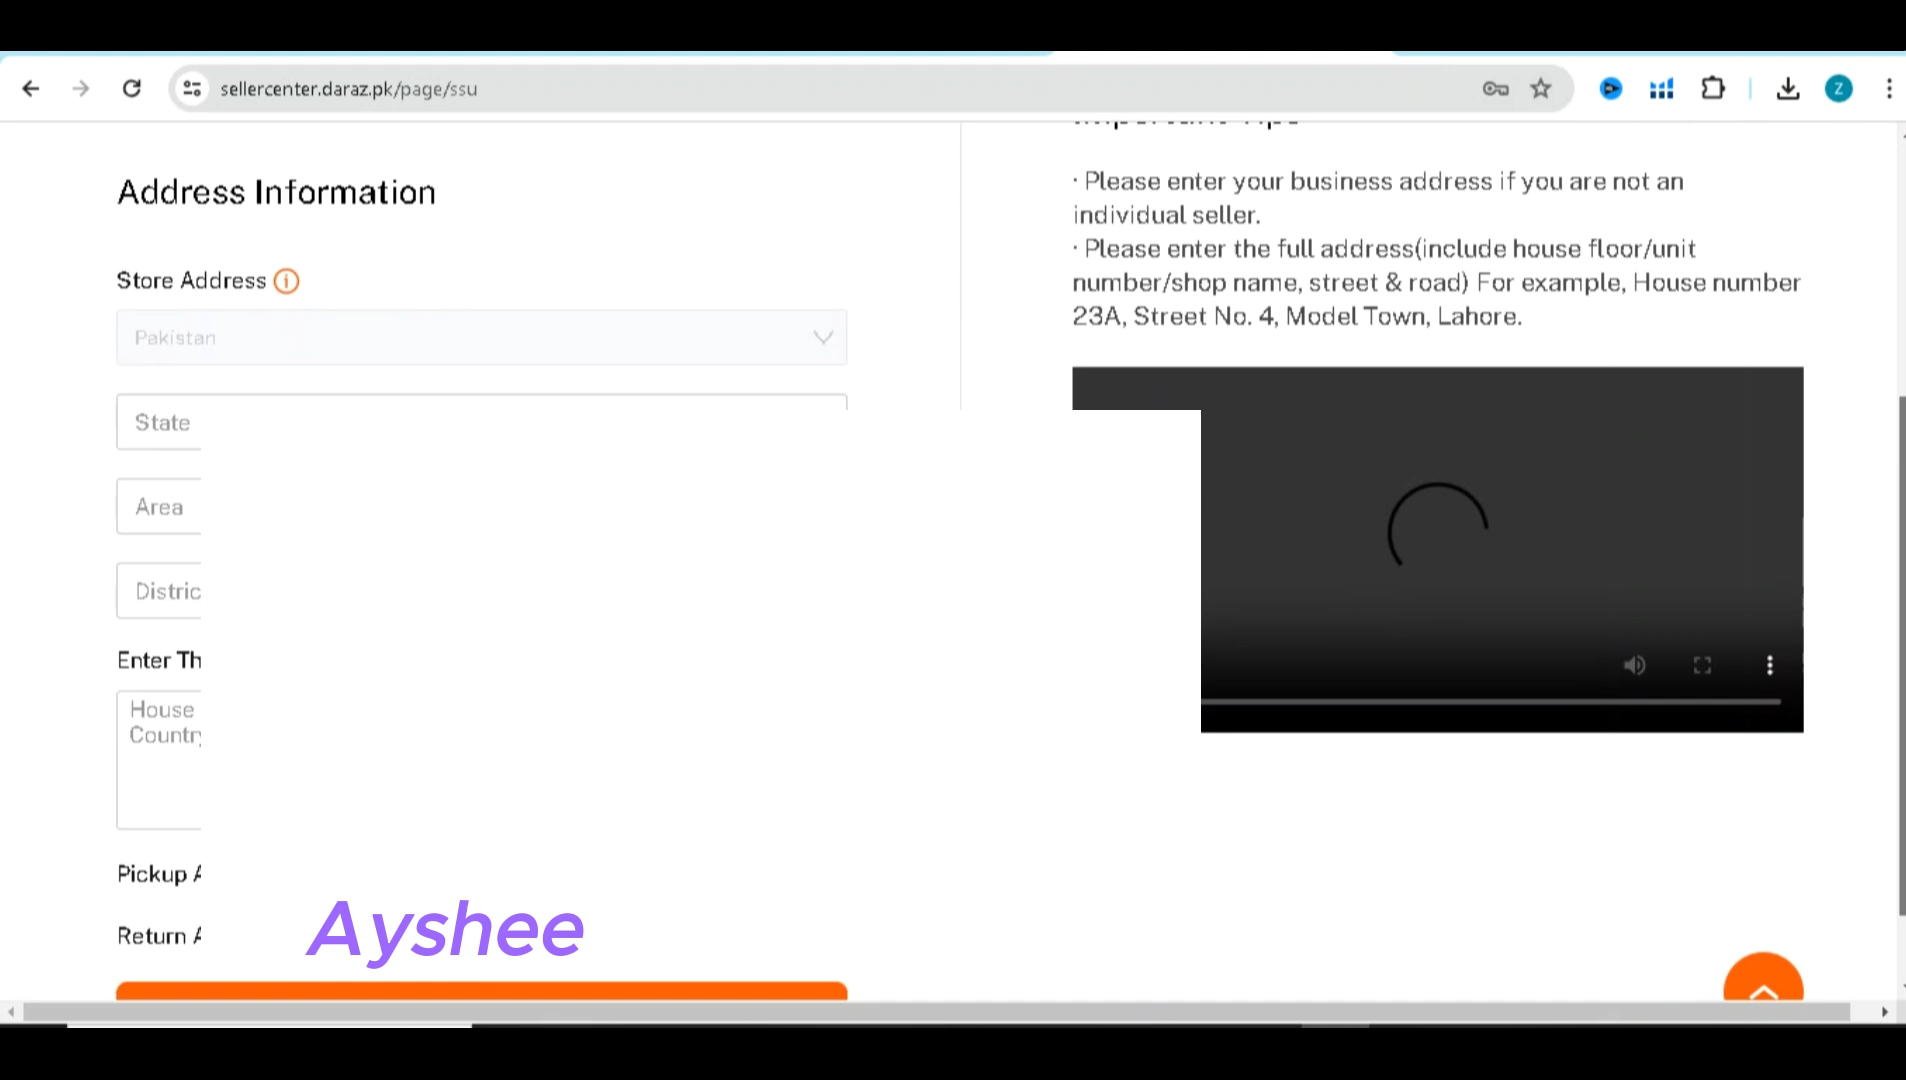 sellercenter.daraz.pk/page/ssu
Z
Address Information
Store Address
Pakistan
State
Area
Distric
Enter Th
House
Country
Pickup A
Return A
Ayshee
· Please enter your business address if you are not an
individual seller.
· Please enter the full address(include house floor/unit
number/shop name, street & road) For example, House number
23A, Street No. 4, Model Town, Lahore.